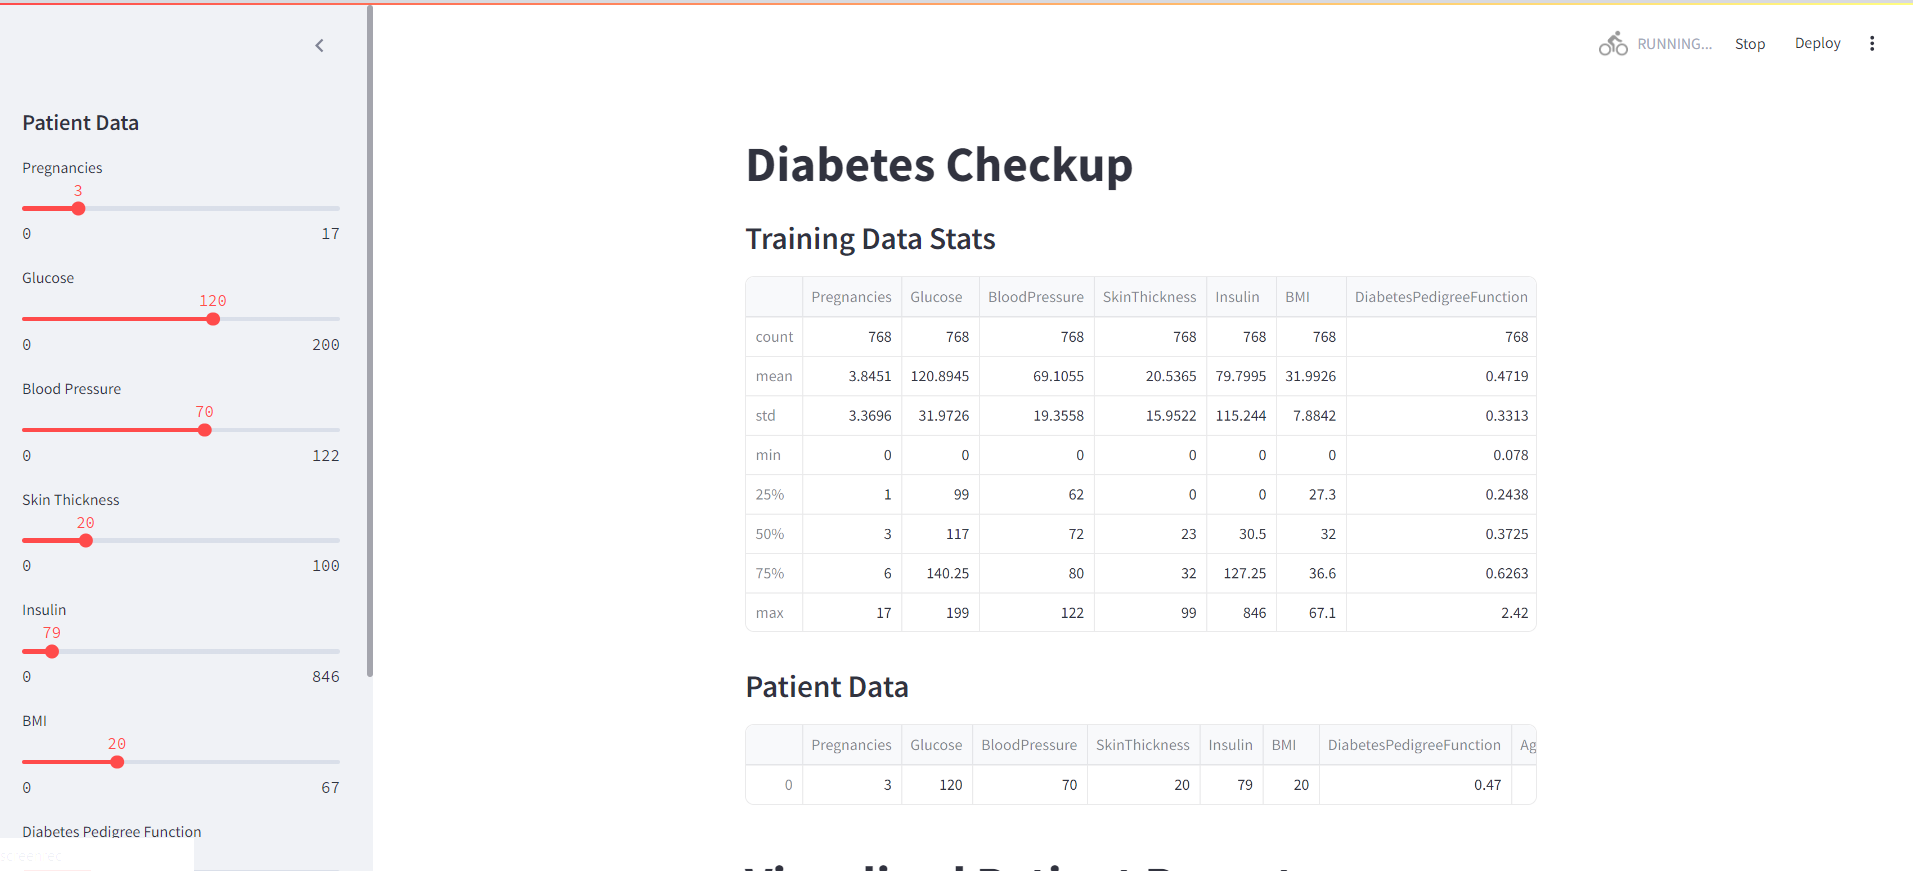 RUNNING... Stop Deploy
Patient Data
Pregnancies
3
0 17
Glucose
120
0 200
Blood Pressure
70
0 122
Skin Thickness
20
0 100
Insulin
79
0 846
BMI
20
0 67
Diabetes Pedigree Function
Diabetes Checkup
Training Data Stats
Pregnancies Glucose BloodPressure SkinThickness Insulin BMI DiabetesPedigreeFunction
count 768 768 768 768 768 768 768
mean 3.8451 120.8945 69.1055 20.5365 79.7995 31.9926 0.4719
std 3.3696 31.9726 19.3558 15.9522 115.244 7.8842 0.3313
min 0 0 0 0 0 0 0.078
25% 1 99 62 0 0 27.3 0.2438
50% 3 117 72 23 30.5 32 0.3725
75% 6 140.25 80 32 127.25 36.6 0.6263
max 17 199 122 99 846 67.1 2.42
Patient Data
Pregnancies Glucose BloodPressure SkinThickness Insulin BMI DiabetesPedigreeFunction Ag
0 3 120 70 20 79 20 0.47